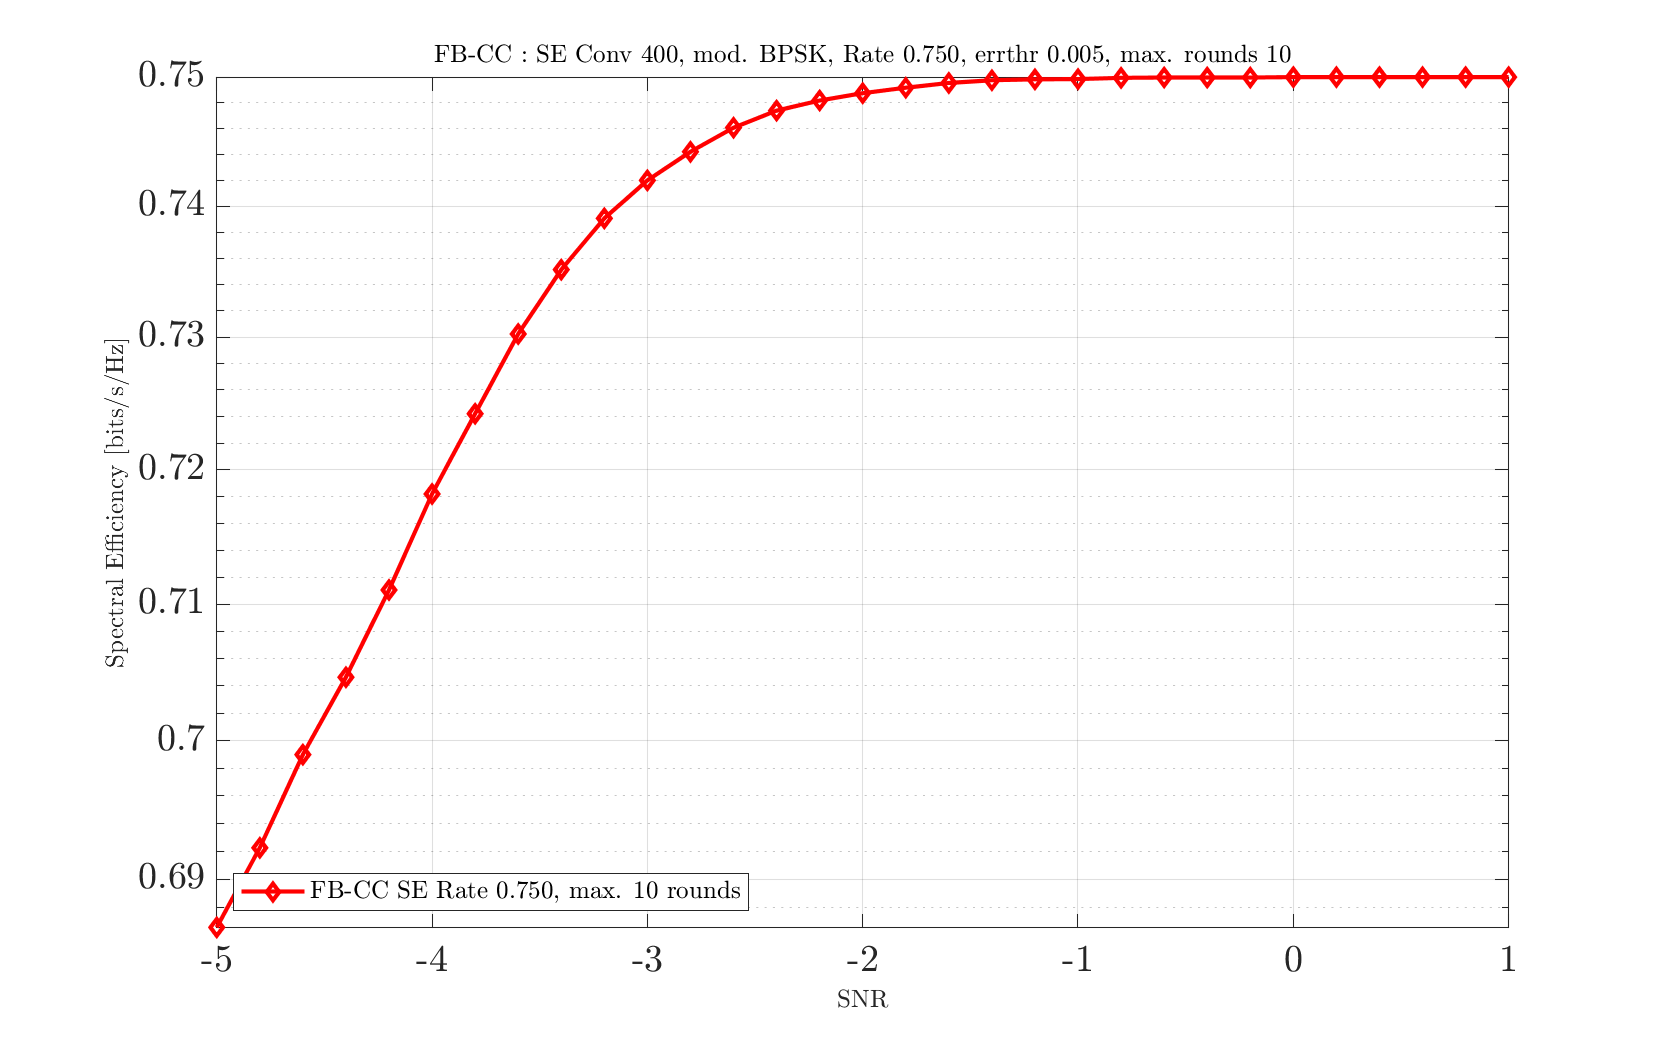 FB-CC : SE Conv 400, mod. BPSK, Rate 0.750, errthr 0.005, max. rounds 10
0.75
0.74
0.73
0.72
0.71
0.7
0.69
Spectral Efficiency [bits/s/Hz]
FB-CC SE Rate 0.750, max. 10 rounds
-5 -4 -3 -2 -1 0 1
SNR